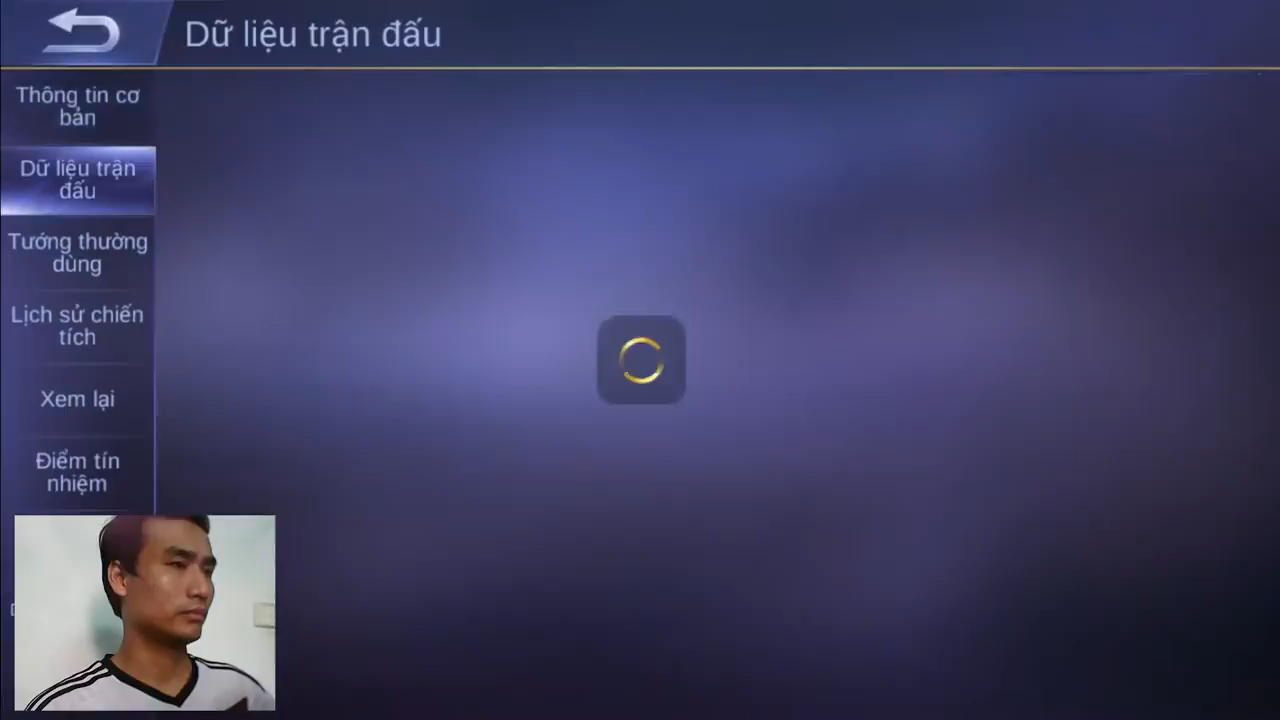 Dữ liệu trận đấu
Thông tin cơ
bản
Dữ liệu trận
đấu
Tướng thường
dùng
Lịch sử chiến
tích
Xem lại
Điểm tín
nhiệm